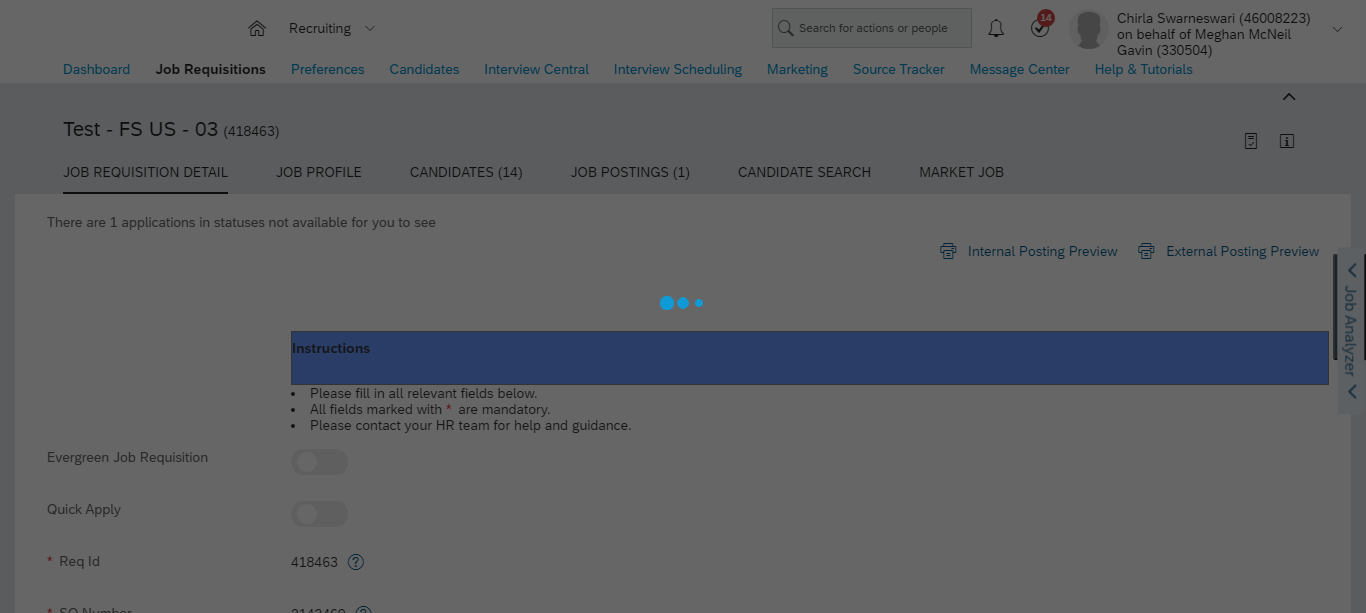 Recruiting
Search for actions or people
14
Chirla Swarneswari (46008223)
on behalf of Meghan McNeil
Gavin (330504)
Dashboard Job Requisitions Preferences Candidates Interview Central Interview Scheduling Marketing Source Tracker Message Center Help & Tutorials
Test - FS US - 03 (418463)
JOB REQUISITION DETAIL JOB PROFILE CANDIDATES (14) JOB POSTINGS (1) CANDIDATE SEARCH MARKET JOB
There are 1 applications in statuses not available for you to see
Internal Posting Preview External Posting Preview
Job Analyzer
Instructions
• Please fill in all relevant fields below.
• All fields marked with * are mandatory.
• Please contact your HR team for help and guidance.
Evergreen Job Requisition
Quick Apply
* Req Id 418463
* SO Number